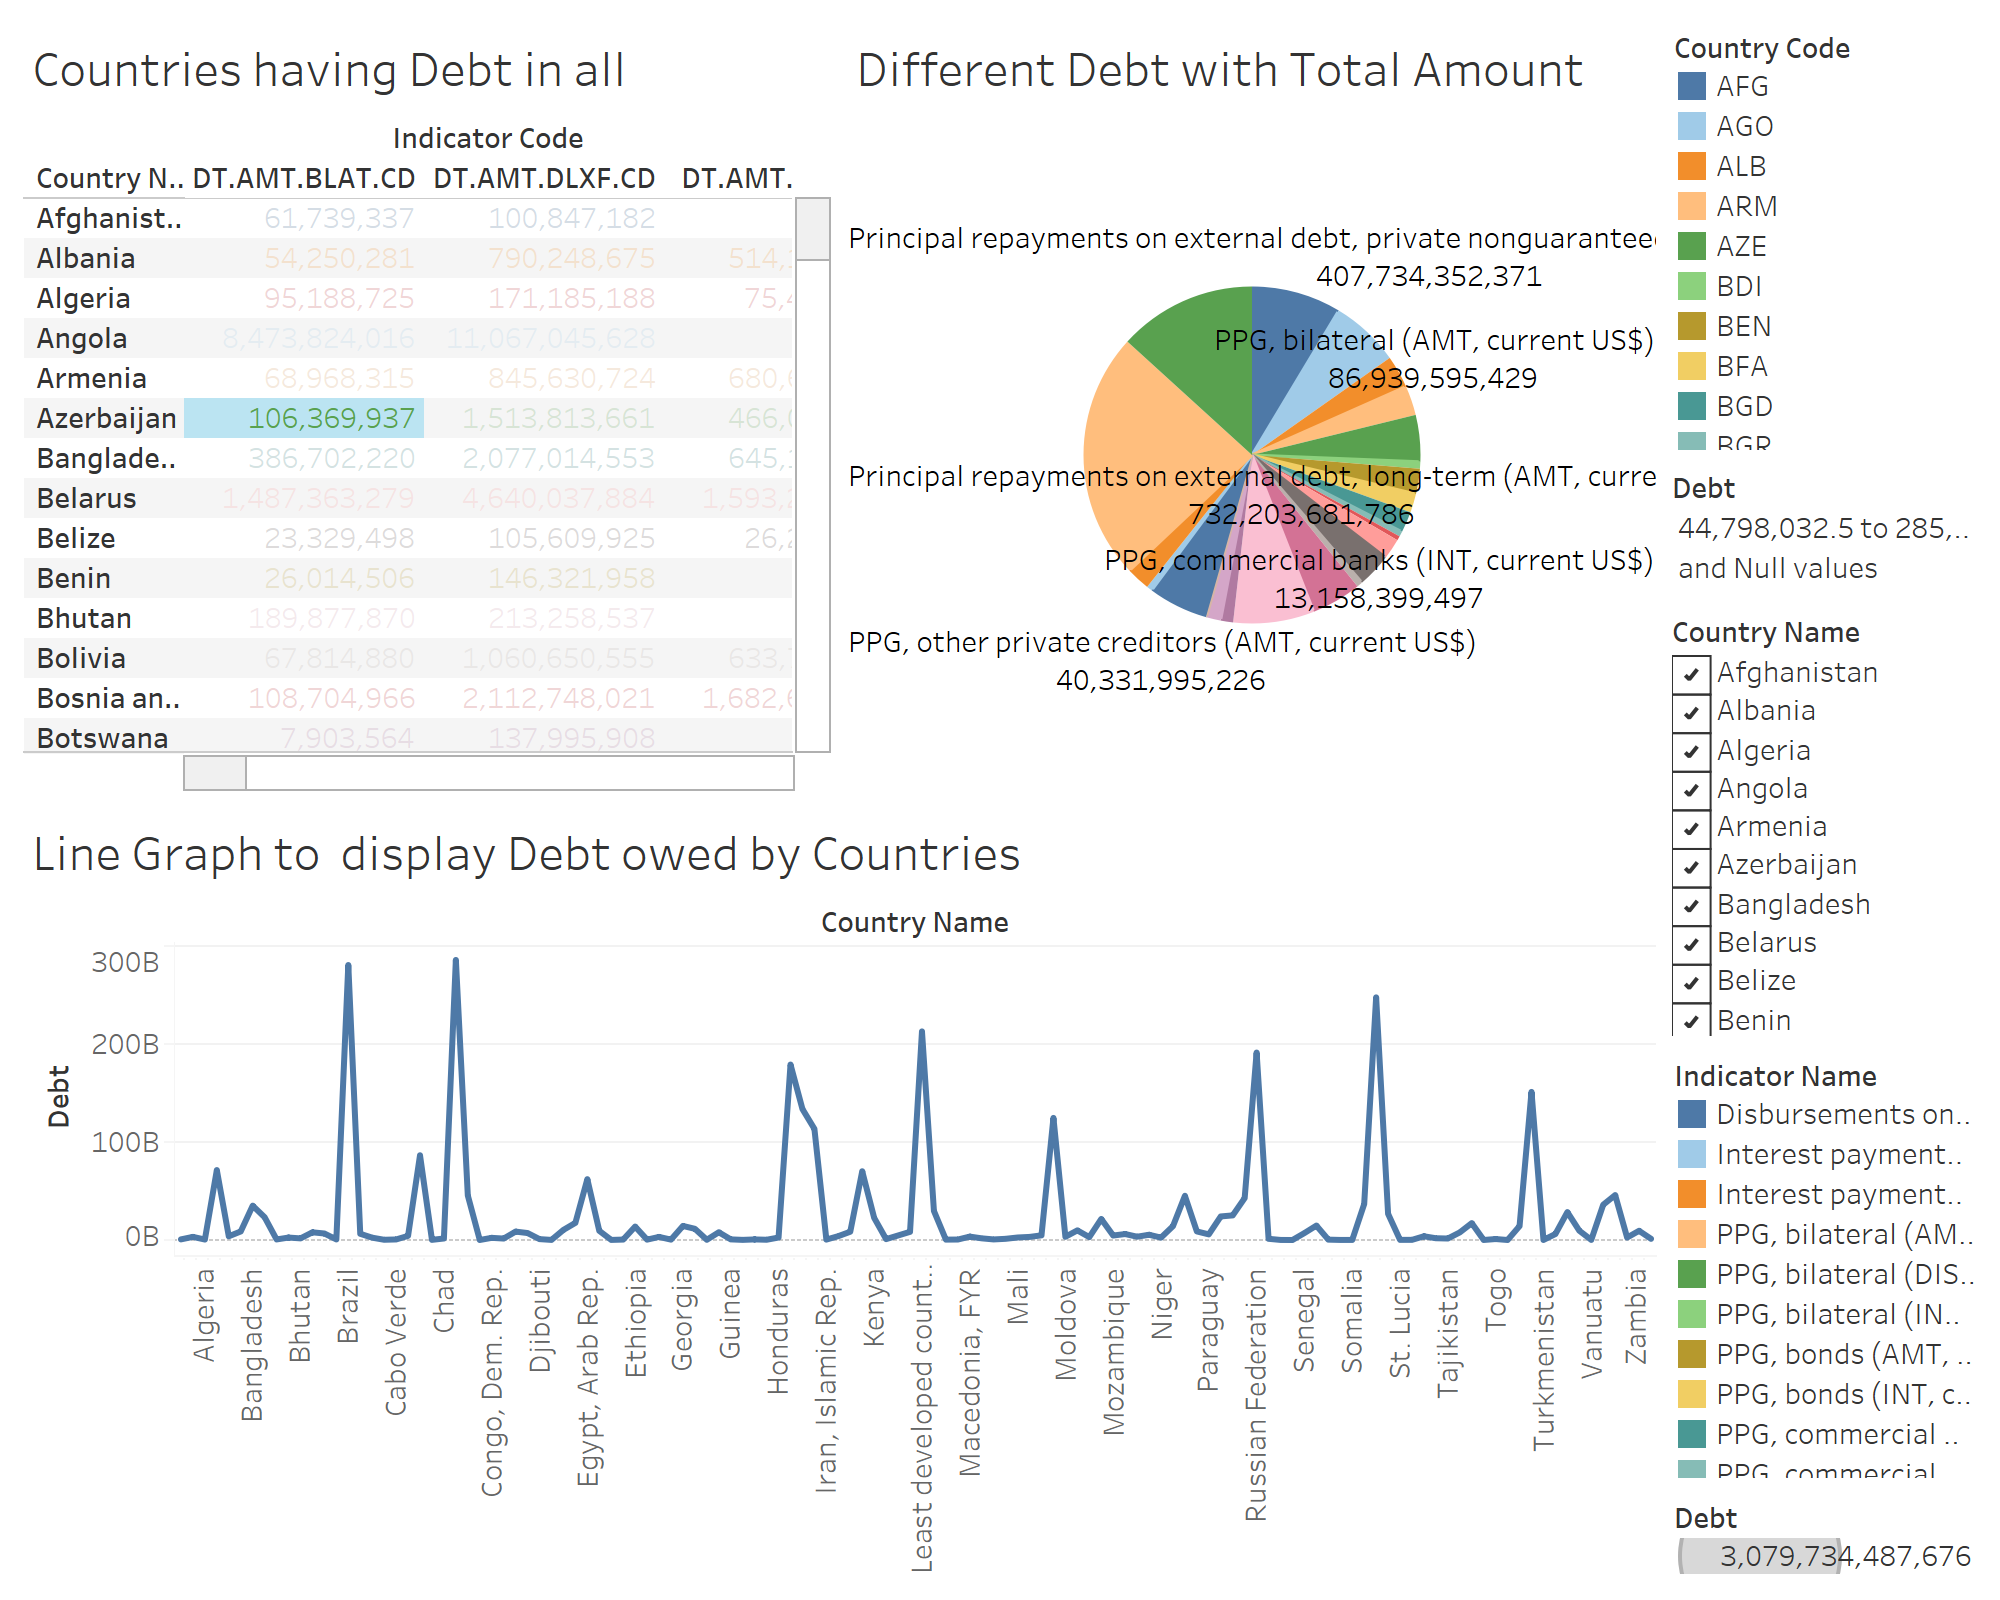 Countries having Debt in all
Indicator Code
Country N.. DT.AMT.BLAT.CD DT.AMT.DLXF.CD DT.AMT.
Afghanist.. 61,739,337 100,847,182
Albania 54,250,281 790,248,675 514,
Algeria 95,188,725 171,185,188 75,
Angola 8,473,824,016 11,067,045,628
Armenia 68,968,315 845,630,724 680,
Azerbaijan 106,369,937 1,513,813,661 466,
Banglade.. 386,702,220 2,077,014,553 645,
Belarus 1,487,363,279 4,640,037,884 1,593,
Belize 23,329,498 105,609,925 26,
Benin 26,014,506 146,321,958
Bhutan 189,877,870 213,258,537
Bolivia 67,814,880 1,060,650,555 633,
Bosnia an.. 108,704,966 2,112,748,021 1,682,
Botswana 7,903,564 137,995,908
Different Debt with Total Amount
Principal repayments on external debt, private nonguarantee
407,734,352,371
PPG, bilateral (AMT, current US$)
86,939,595,429
Principal repayments on external debt, long-term (AMT, curre
732,203,681,786
PPG, commercial banks (INT, current US$)
13,158,399,497
PPG, other private creditors (AMT, current US$)
40,331,995,226
Line Graph to display Debt owed by Countries
Country Name
Debt
300B
200B
100B
0B
Algeria
Bangladesh
Bhutan
Brazil
Cabo Verde
Chad
Congo, Dem. Rep.
Djibouti
Egypt, Arab Rep.
Ethiopia
Georgia
Guinea
Honduras
Iran, Islamic Rep.
Kenya
Least developed count..
Macedonia, FYR
Mali
Moldova
Mozambique
Niger
Paraguay
Russian Federation
Senegal
Somalia
St. Lucia
Tajikistan
Togo
Turkmenistan
Vanuatu
Zambia
Country Code
AFG
AGO
ALB
ARM
AZE
BDI
BEN
BFA
BGD
BGR
Debt
44,798,032.5 to 285,..
and Null values
Country Name
Afghanistan
Albania
Algeria
Angola
Armenia
Azerbaijan
Bangladesh
Belarus
Belize
Benin
Indicator Name
Disbursements on..
Interest payment..
Interest payment..
PPG, bilateral (AM..
PPG, bilateral (DIS..
PPG, bilateral (IN..
PPG, bonds (AMT, ..
PPG, bonds (INT, c..
PPG, commercial ..
PPG, commercial
Debt
3,079,734,487,676